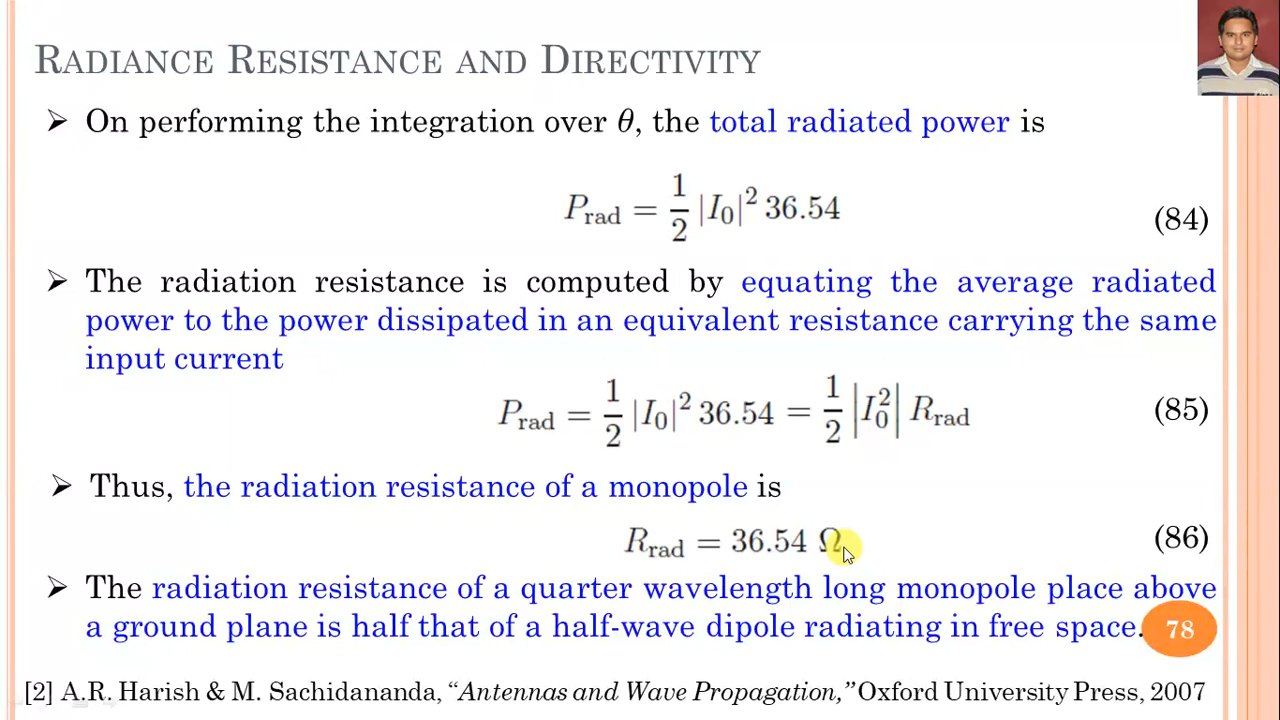 RADIANCE RESISTANCE AND DIRECTIVITY
➢ On performing the integration over θ, the total radiated power is
P_rad = 1/2 |I_0|^2 36.54 (84)
➢ The radiation resistance is computed by equating the average radiated
power to the power dissipated in an equivalent resistance carrying the same
input current
P_rad = 1/2 |I_0|^2 36.54 = 1/2 |I_0^2| R_rad (85)
➢ Thus, the radiation resistance of a monopole is
R_rad = 36.54 Ω (86)
➢ The radiation resistance of a quarter wavelength long monopole place above
a ground plane is half that of a half-wave dipole radiating in free space.
78
[2] A.R. Harish & M. Sachidananda, “Antennas and Wave Propagation,” Oxford University Press, 2007